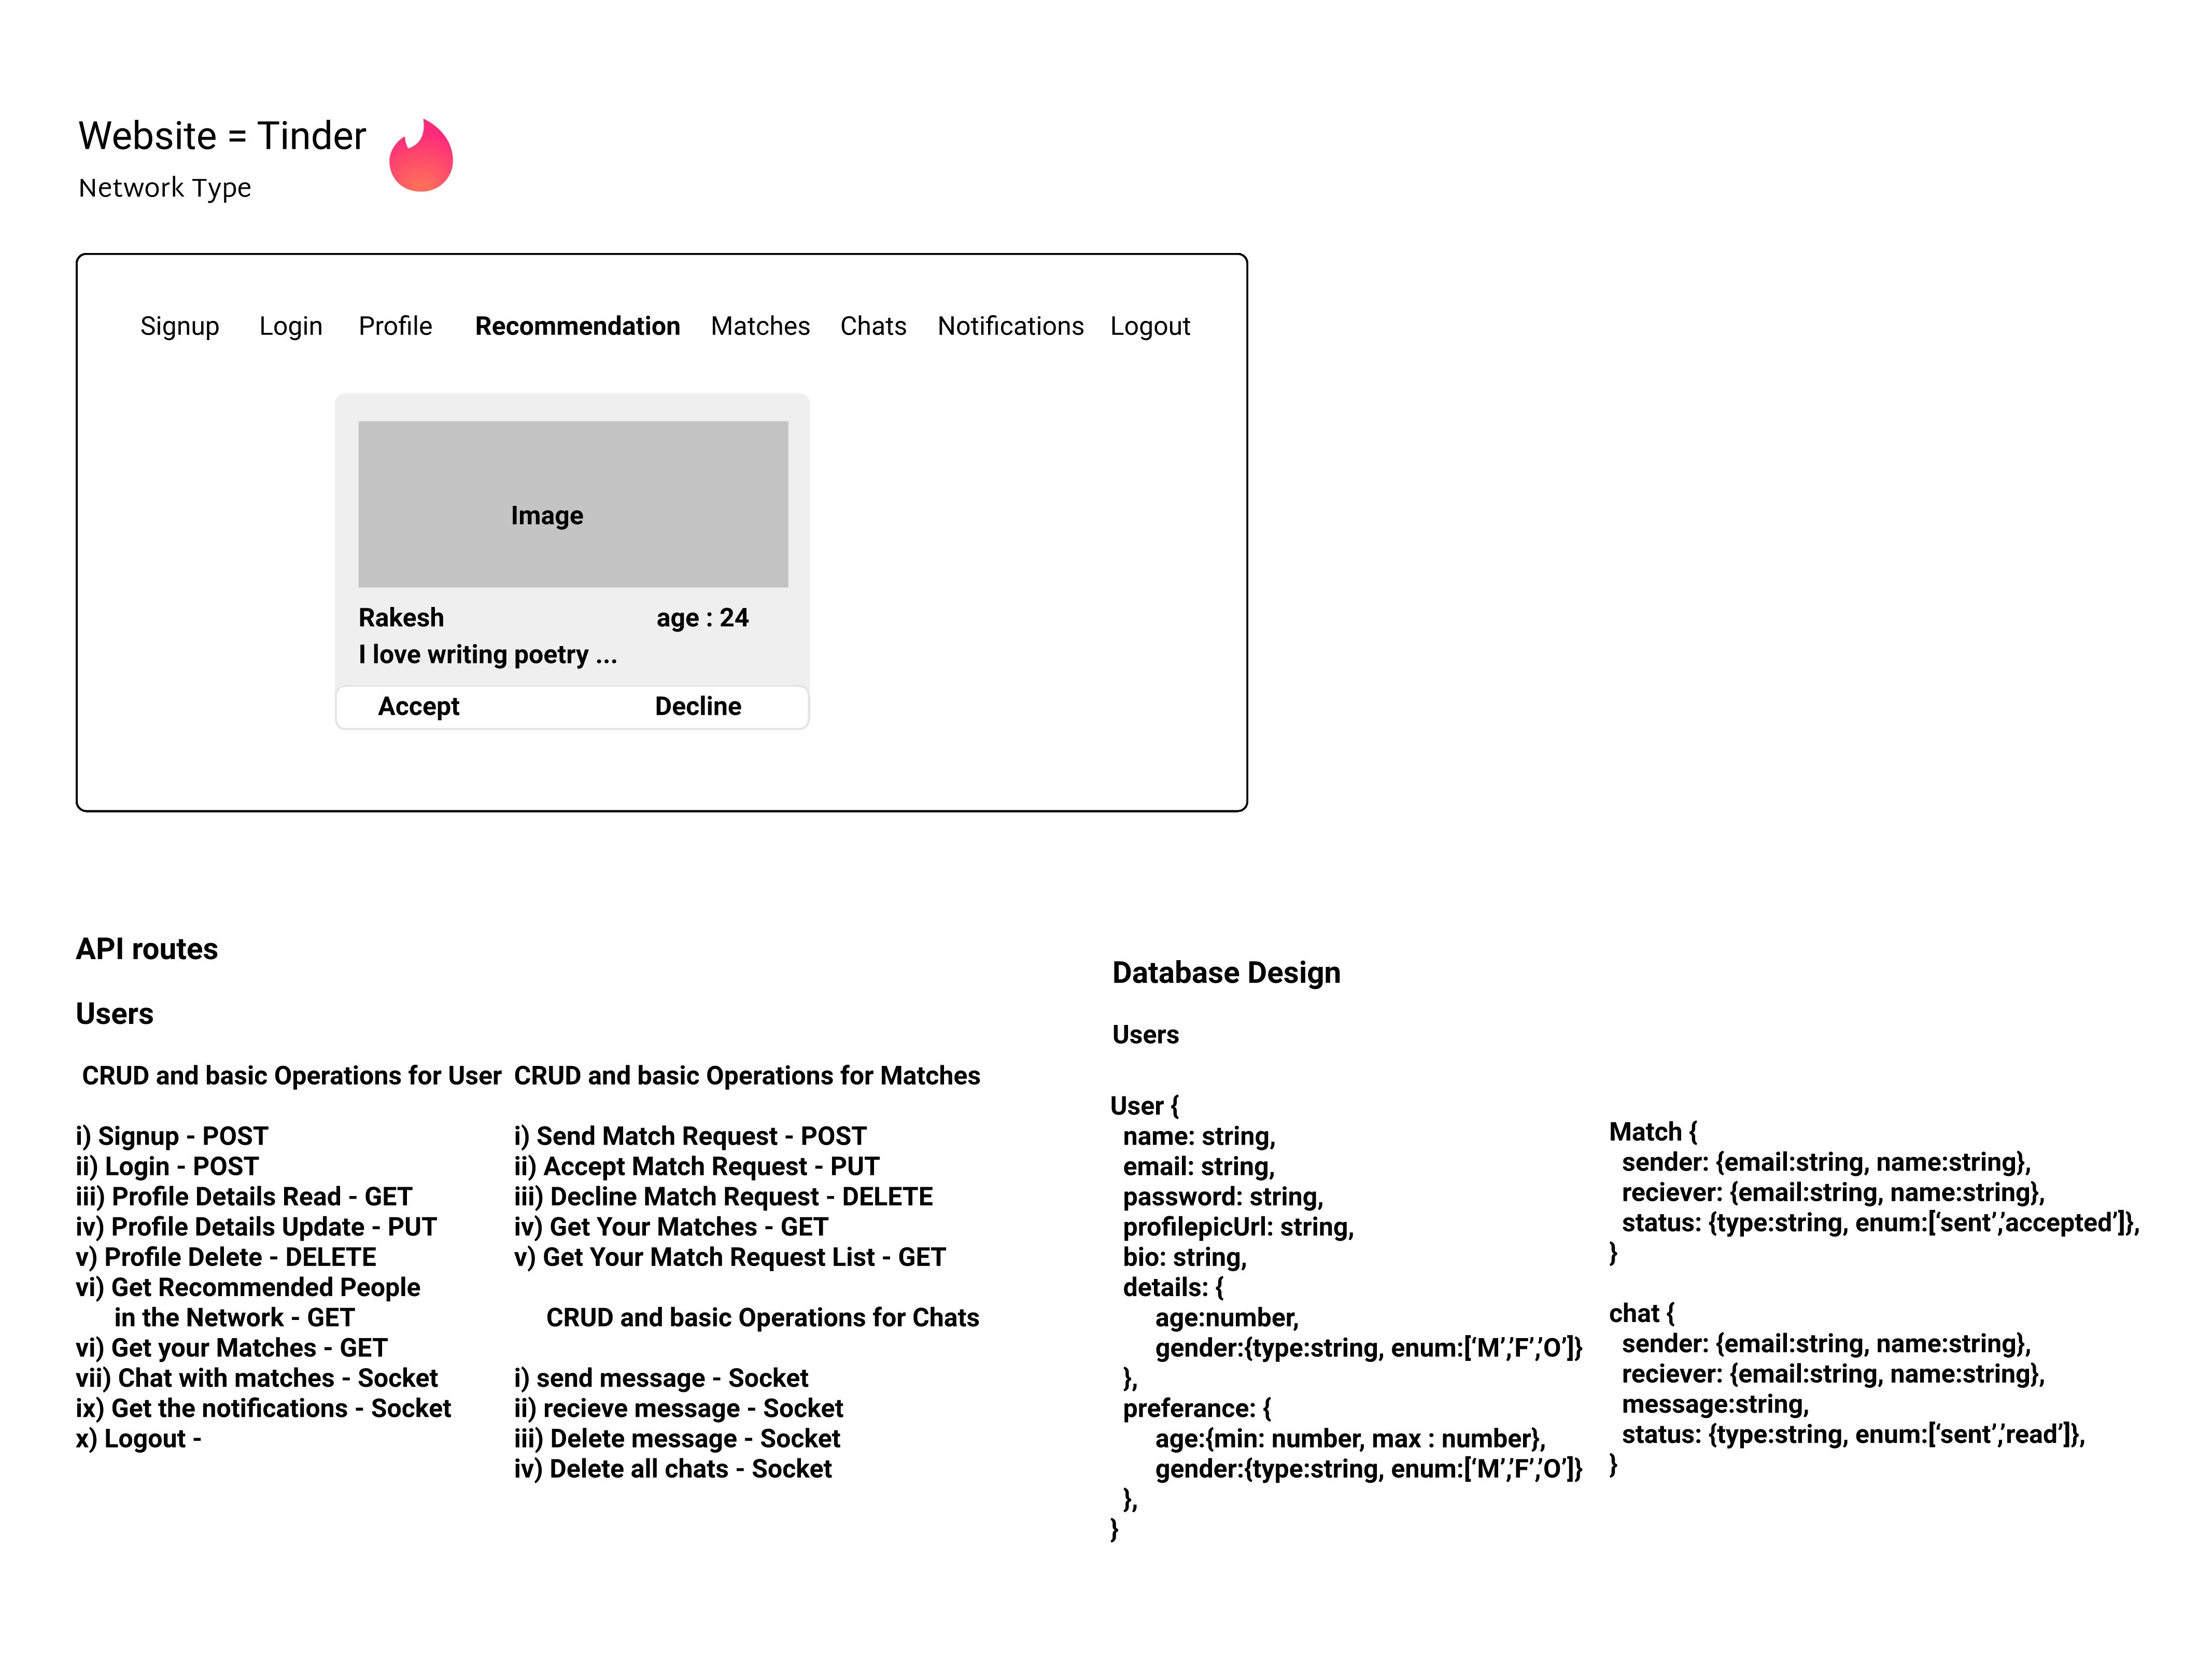 Website = Tinder
Network Type
Signup Login Profile Recommendation Matches Chats Notifications Logout
Image
Rakesh age : 24
I love writing poetry ...
Accept Decline
API routes
Users
CRUD and basic Operations for User
i) Signup - POST
ii) Login - POST
iii) Profile Details Read - GET
iv) Profile Details Update - PUT
v) Profile Delete - DELETE
vi) Get Recommended People
in the Network - GET
vi) Get your Matches - GET
vii) Chat with matches - Socket
ix) Get the notifications - Socket
x) Logout -
CRUD and basic Operations for Matches
i) Send Match Request - POST
ii) Accept Match Request - PUT
iii) Decline Match Request - DELETE
iv) Get Your Matches - GET
v) Get Your Match Request List - GET
CRUD and basic Operations for Chats
i) send message - Socket
ii) recieve message - Socket
iii) Delete message - Socket
iv) Delete all chats - Socket
Database Design
Users
User {
name: string,
email: string,
password: string,
profilepicUrl: string,
bio: string,
details: {
age:number,
gender:{type:string, enum:[‘M’,’F’,’O’]}
},
preferance: {
age:{min: number, max : number},
gender:{type:string, enum:[‘M’,’F’,’O’]}
},
}
Match {
sender: {email:string, name:string},
reciever: {email:string, name:string},
status: {type:string, enum:[‘sent’,’accepted’]},
}
chat {
sender: {email:string, name:string},
reciever: {email:string, name:string},
message:string,
status: {type:string, enum:[‘sent’,’read’]},
}